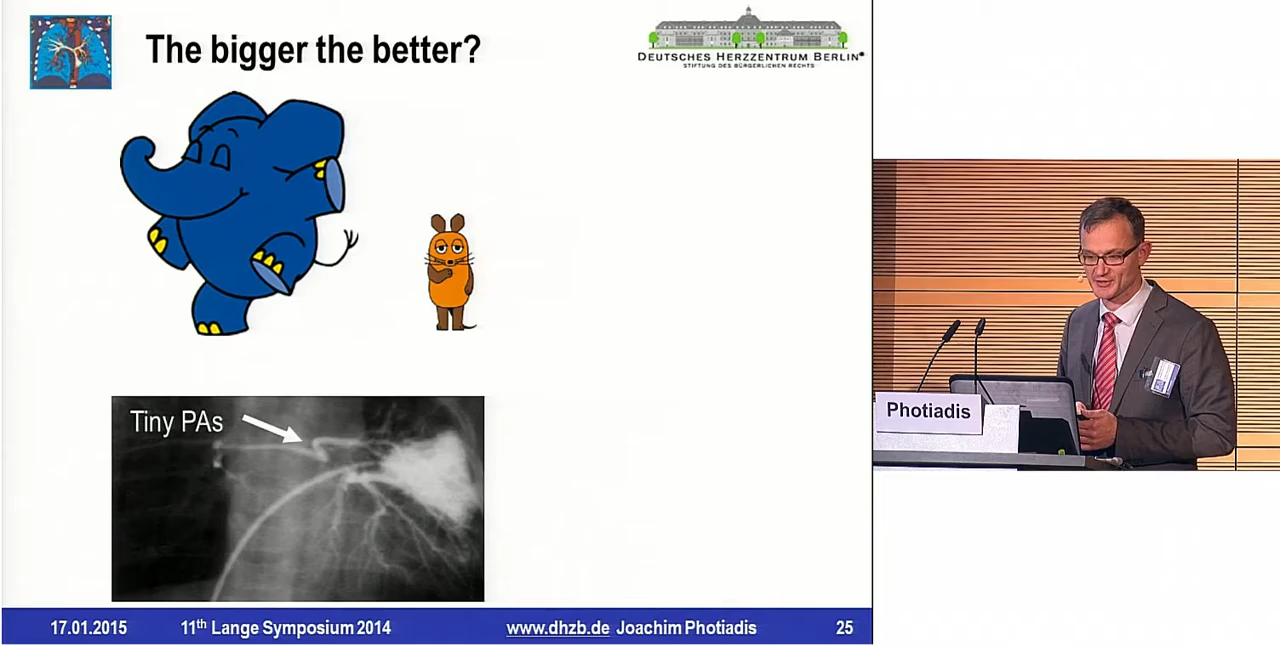 The bigger the better?
DEUTSCHES HERZZENTRUM BERLIN
STIFTUNG DES BÜRGERLICHEN RECHTS
Tiny PAs
Photiadis
17.01.2015 11th Lange Symposium 2014 www.dhzb.de Joachim Photiadis 25